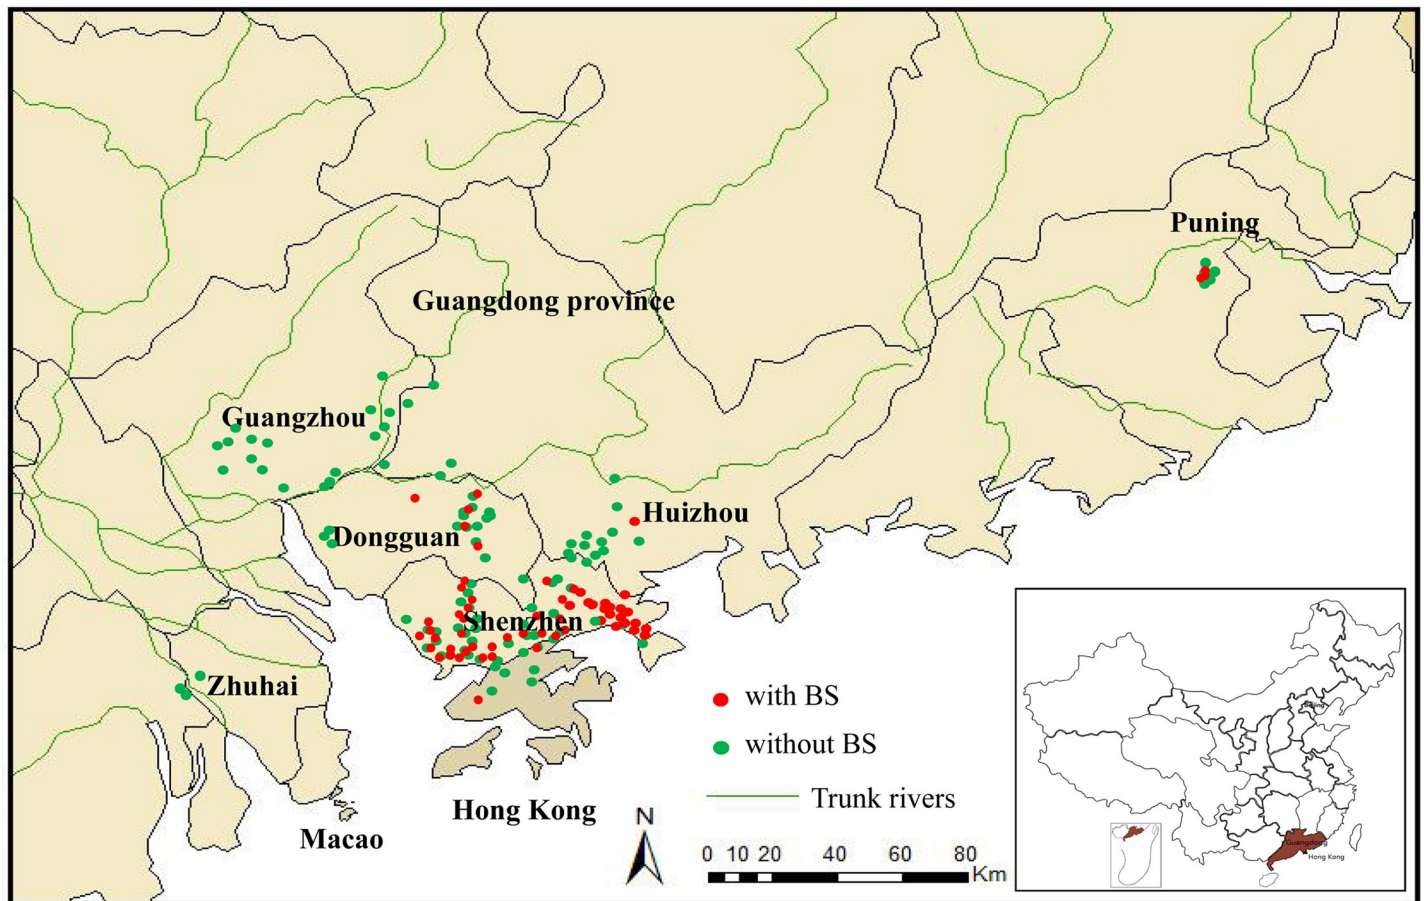 Puning
Guangdong province
Guangzhou
Huizhou
Dongguan
Shenzhen
Zhuhai
with BS
without BS
Trunk rivers
Hong Kong
Macao
N
0 10 20 40 60 80
Km
Beijing
Guangdong
Hong Kong